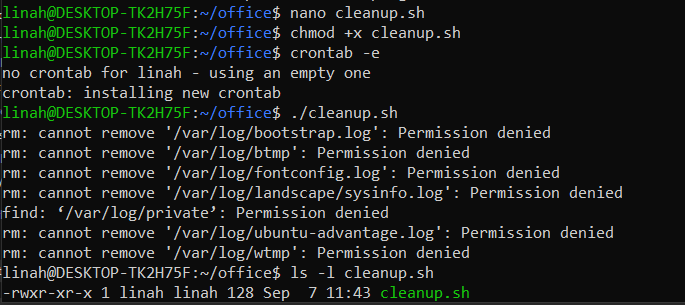 linah@DESKTOP-TK2H75F:~/office$ nano cleanup.sh
linah@DESKTOP-TK2H75F:~/office$ chmod +x cleanup.sh
linah@DESKTOP-TK2H75F:~/office$ crontab -e
no crontab for linah - using an empty one
crontab: installing new crontab
linah@DESKTOP-TK2H75F:~/office$ ./cleanup.sh
rm: cannot remove '/var/log/bootstrap.log': Permission denied
rm: cannot remove '/var/log/btmp': Permission denied
rm: cannot remove '/var/log/fontconfig.log': Permission denied
rm: cannot remove '/var/log/landscape/sysinfo.log': Permission denied
find: ‘/var/log/private’: Permission denied
rm: cannot remove '/var/log/ubuntu-advantage.log': Permission denied
rm: cannot remove '/var/log/wtmp': Permission denied
linah@DESKTOP-TK2H75F:~/office$ ls -l cleanup.sh
-rwxr-xr-x 1 linah linah 128 Sep  7 11:43 cleanup.sh